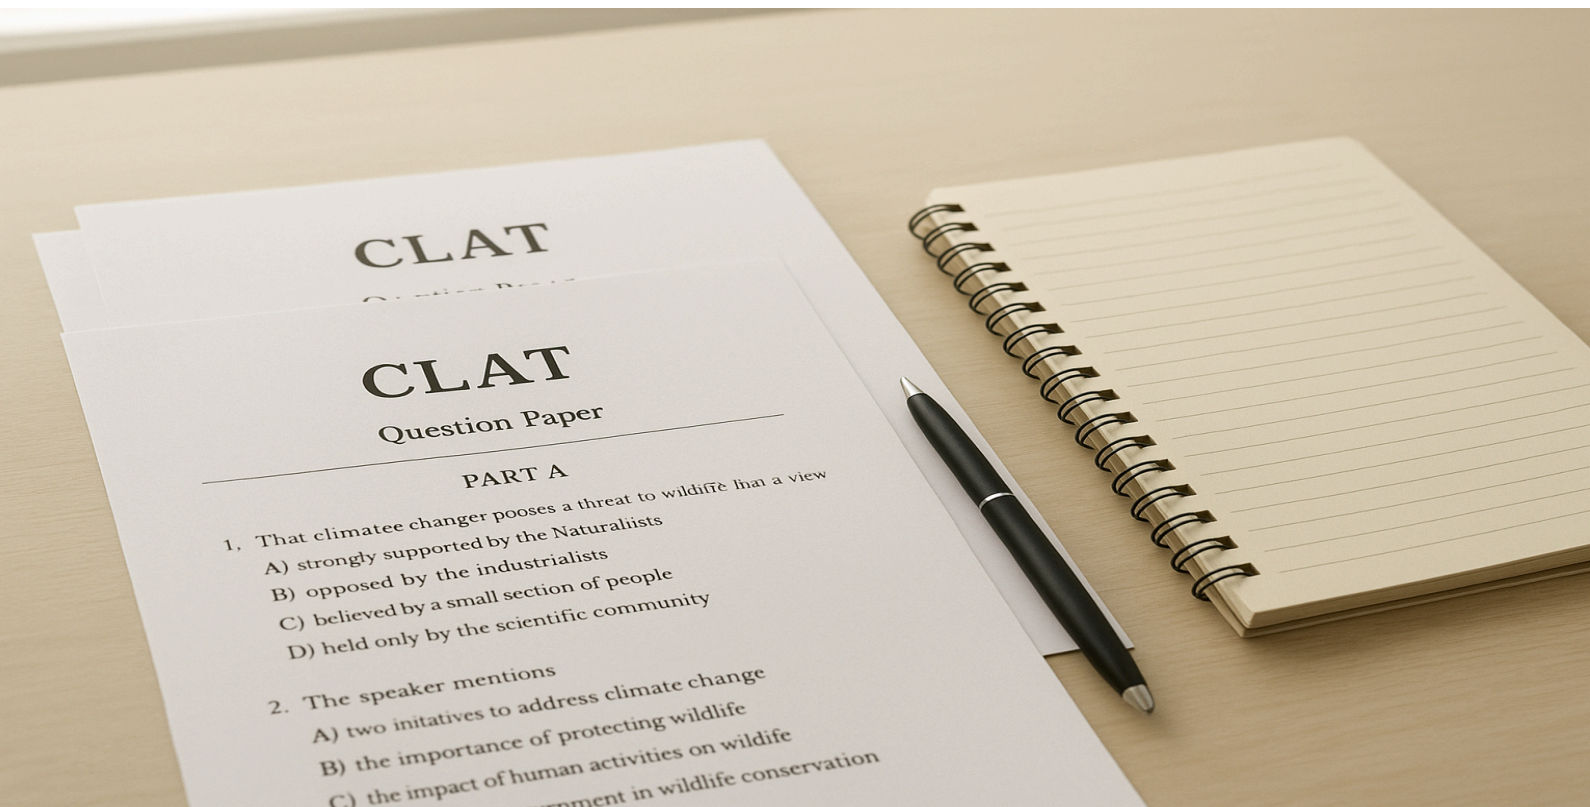 CLAT
CLAT
Question Paper
PART A
1, That climatee changer pooses a threat to a view
A) strongly supported by the Naturaliists
B) opposed by the industrialists
C) believed by a small section of people
D) held only by the scientific community
2. The speaker mentions
A) two initatives to address climate change
B) the importance of protecting wildlife
C) the impact of human activities on wildife
in wildlife conservation